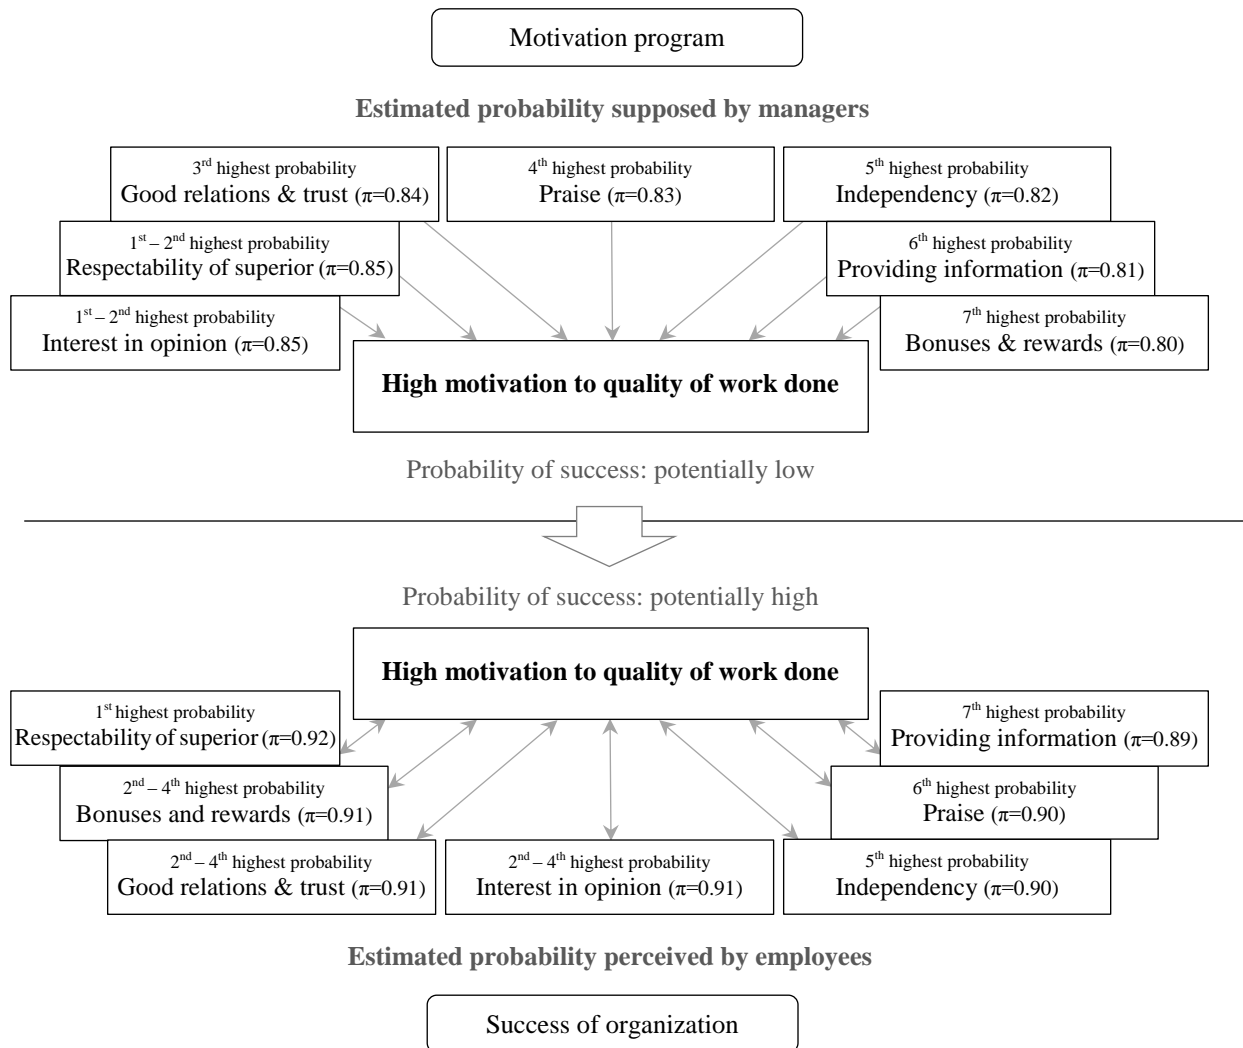 Motivation program
Estimated probability supposed by managers
3rd highest probability
Good relations & trust (π=0.84)
4th highest probability
Praise (π=0.83)
5th highest probability
Independency (π=0.82)
1st – 2nd highest probability
Respectability of superior (π=0.85)
6th highest probability
Providing information (π=0.81)
1st – 2nd highest probability
Interest in opinion (π=0.85)
7th highest probability
Bonuses & rewards (π=0.80)
High motivation to quality of work done
Probability of success: potentially low
Probability of success: potentially high
High motivation to quality of work done
1st highest probability
Respectability of superior (π=0.92)
7th highest probability
Providing information (π=0.89)
2nd – 4th highest probability
Bonuses and rewards (π=0.91)
6th highest probability
Praise (π=0.90)
2nd – 4th highest probability
Good relations & trust (π=0.91)
2nd – 4th highest probability
Interest in opinion (π=0.91)
5th highest probability
Independency (π=0.90)
Estimated probability perceived by employees
Success of organization